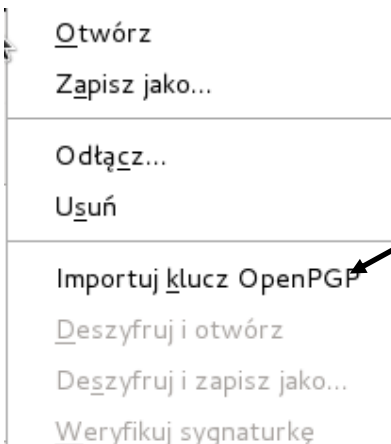 Otwórz
Zapisz jako...
Odłącz...
Usuń
Importuj klucz OpenPGP
Deszyfruj i otwórz
Deszyfruj i zapisz jako...
Weryfikuj sygnaturkę